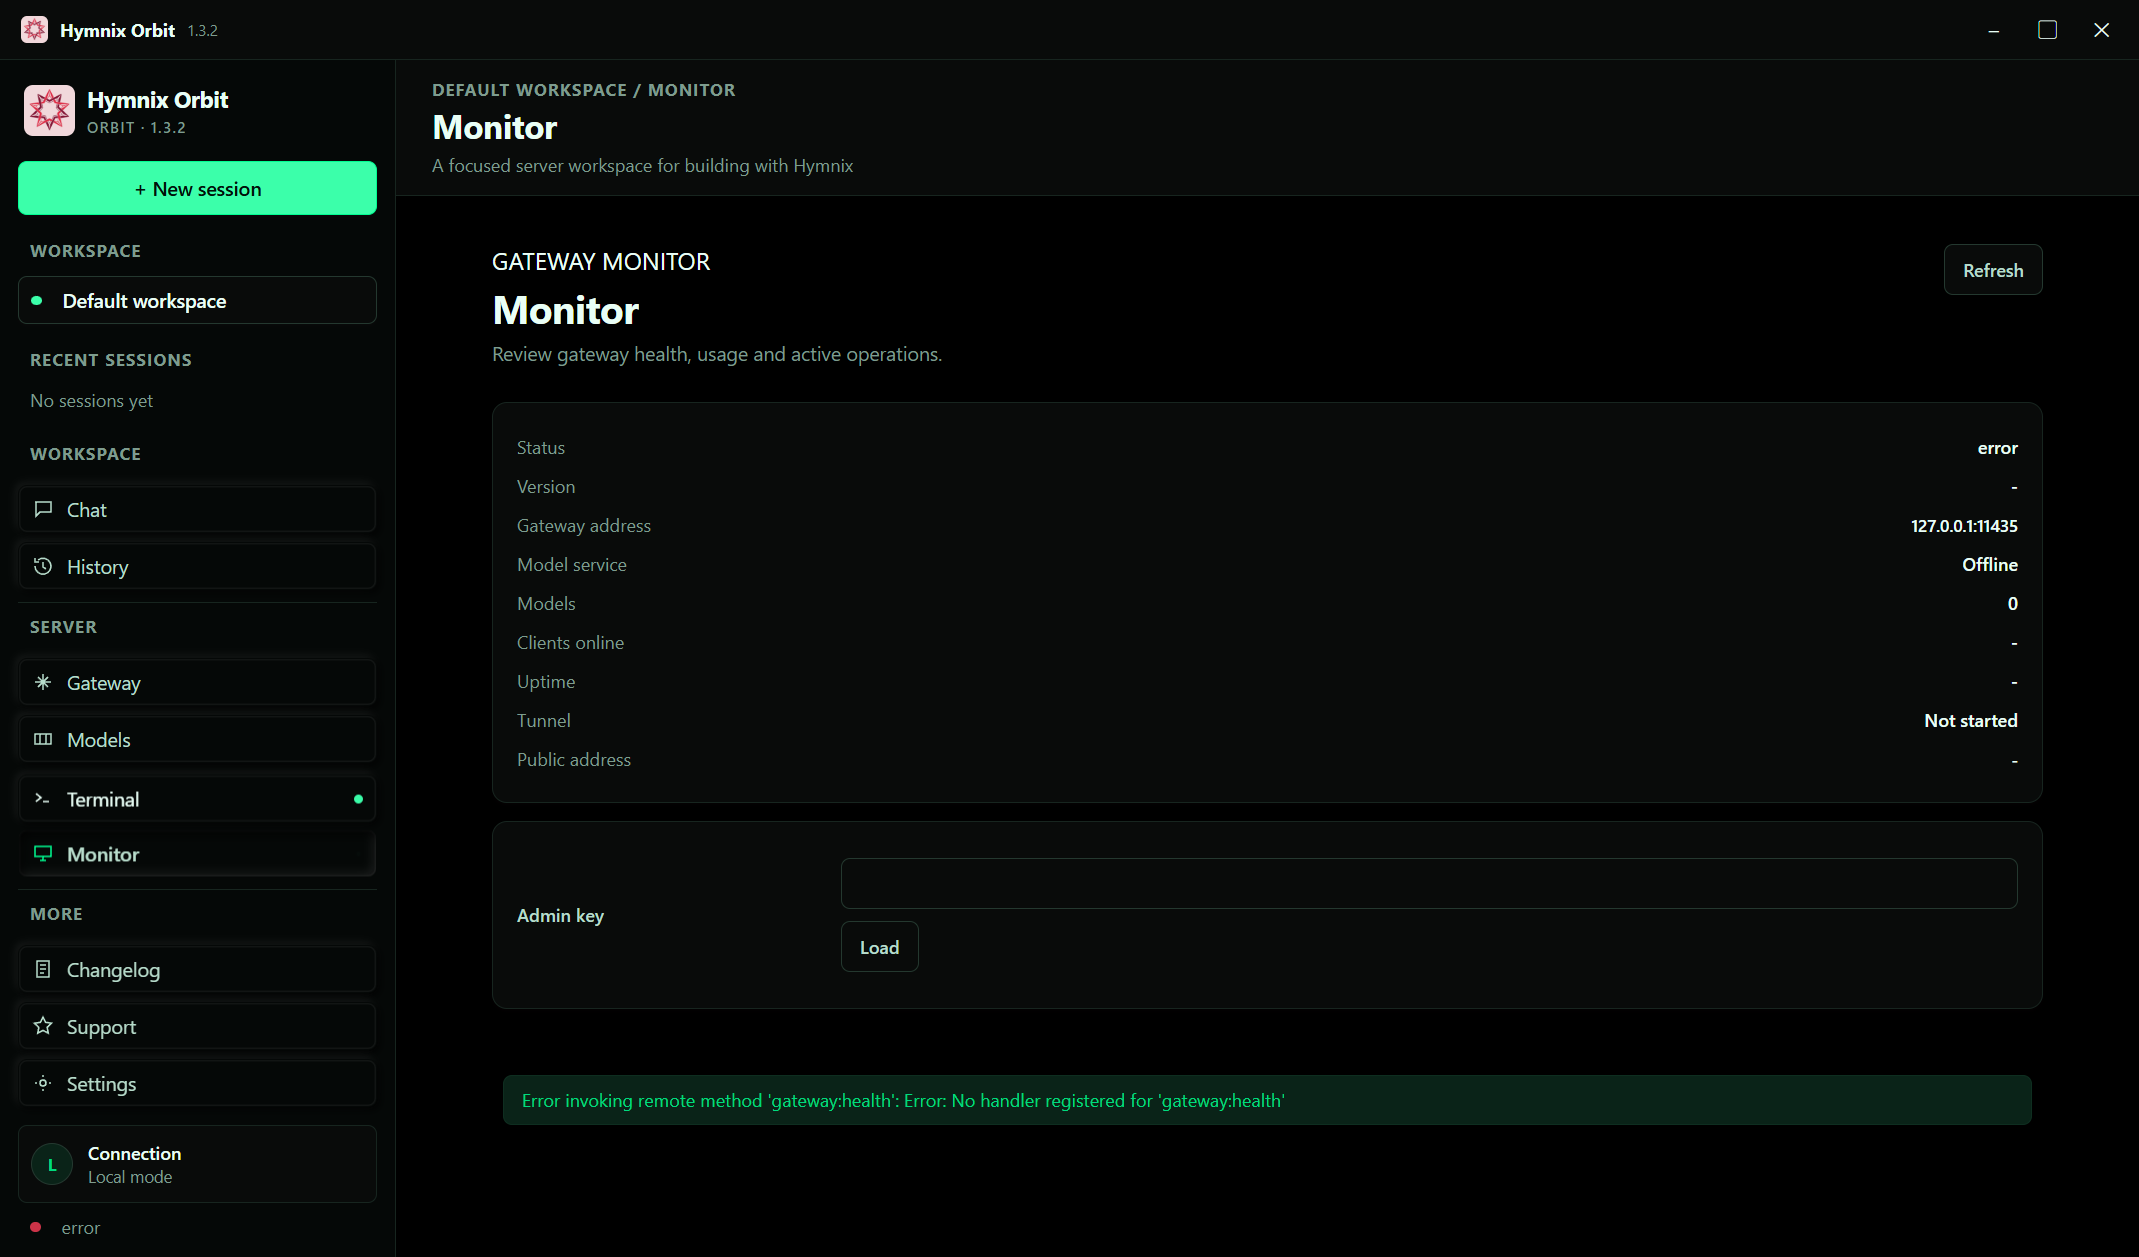 Hymnix Orbit 1.3.2
Hymnix Orbit
ORBIT · 1.3.2
+ New session
WORKSPACE
Default workspace
RECENT SESSIONS
No sessions yet
WORKSPACE
Chat
History
SERVER
Gateway
Models
Terminal
Monitor
MORE
Changelog
Support
Settings
L
Connection
Local mode
error
DEFAULT WORKSPACE / MONITOR
Monitor
A focused server workspace for building with Hymnix
GATEWAY MONITOR
Refresh
Monitor
Review gateway health, usage and active operations.
Status error
Version -
Gateway address 127.0.0.1:11435
Model service Offline
Models 0
Clients online -
Uptime -
Tunnel Not started
Public address -
Admin key
Load
Error invoking remote method 'gateway:health': Error: No handler registered for 'gateway:health'